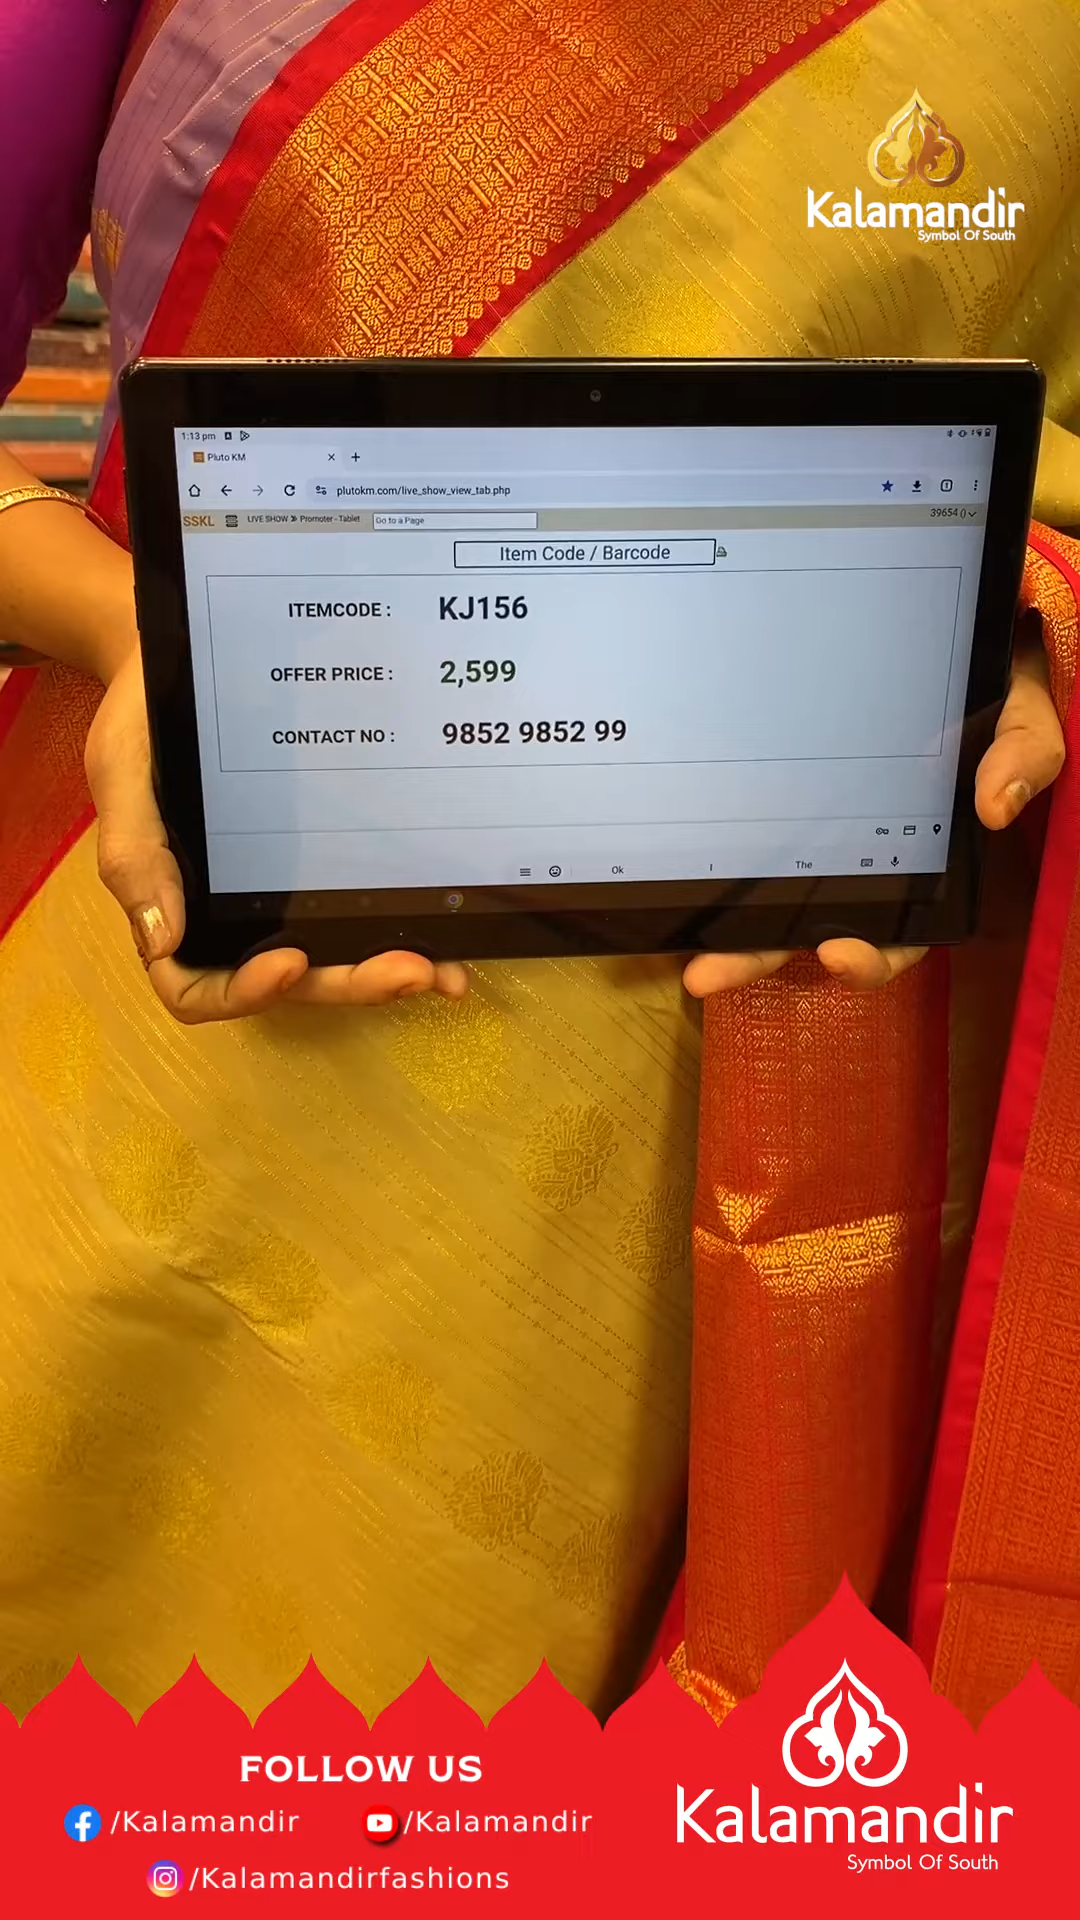 Kalamandir
Symbol Of South
1:13 pm
Pluto KM
plutokm.com/live_show_view_tab.php
SSKL
LIVE SHOW
Promoter - Tablet
Go to a Page
39654 ()
Item Code / Barcode
ITEMCODE : KJ156
OFFER PRICE : 2,599
CONTACT NO : 9852 9852 99
Ok
I
The
FOLLOW US
/Kalamandir
/Kalamandir
/Kalamandirfashions
Kalamandir
Symbol Of South